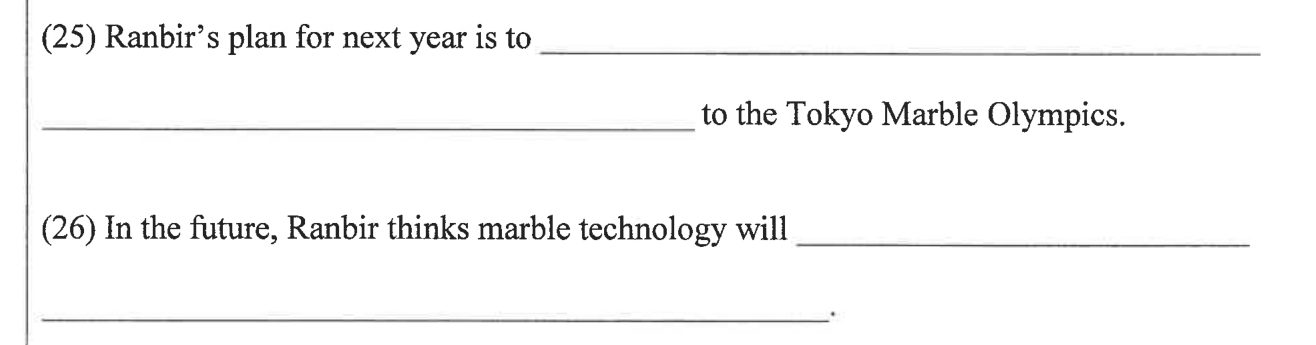 (25) Ranbir's plan for next year is to
to the Tokyo Marble Olympics.
(26) In the future, Ranbir thinks marble technology will
.